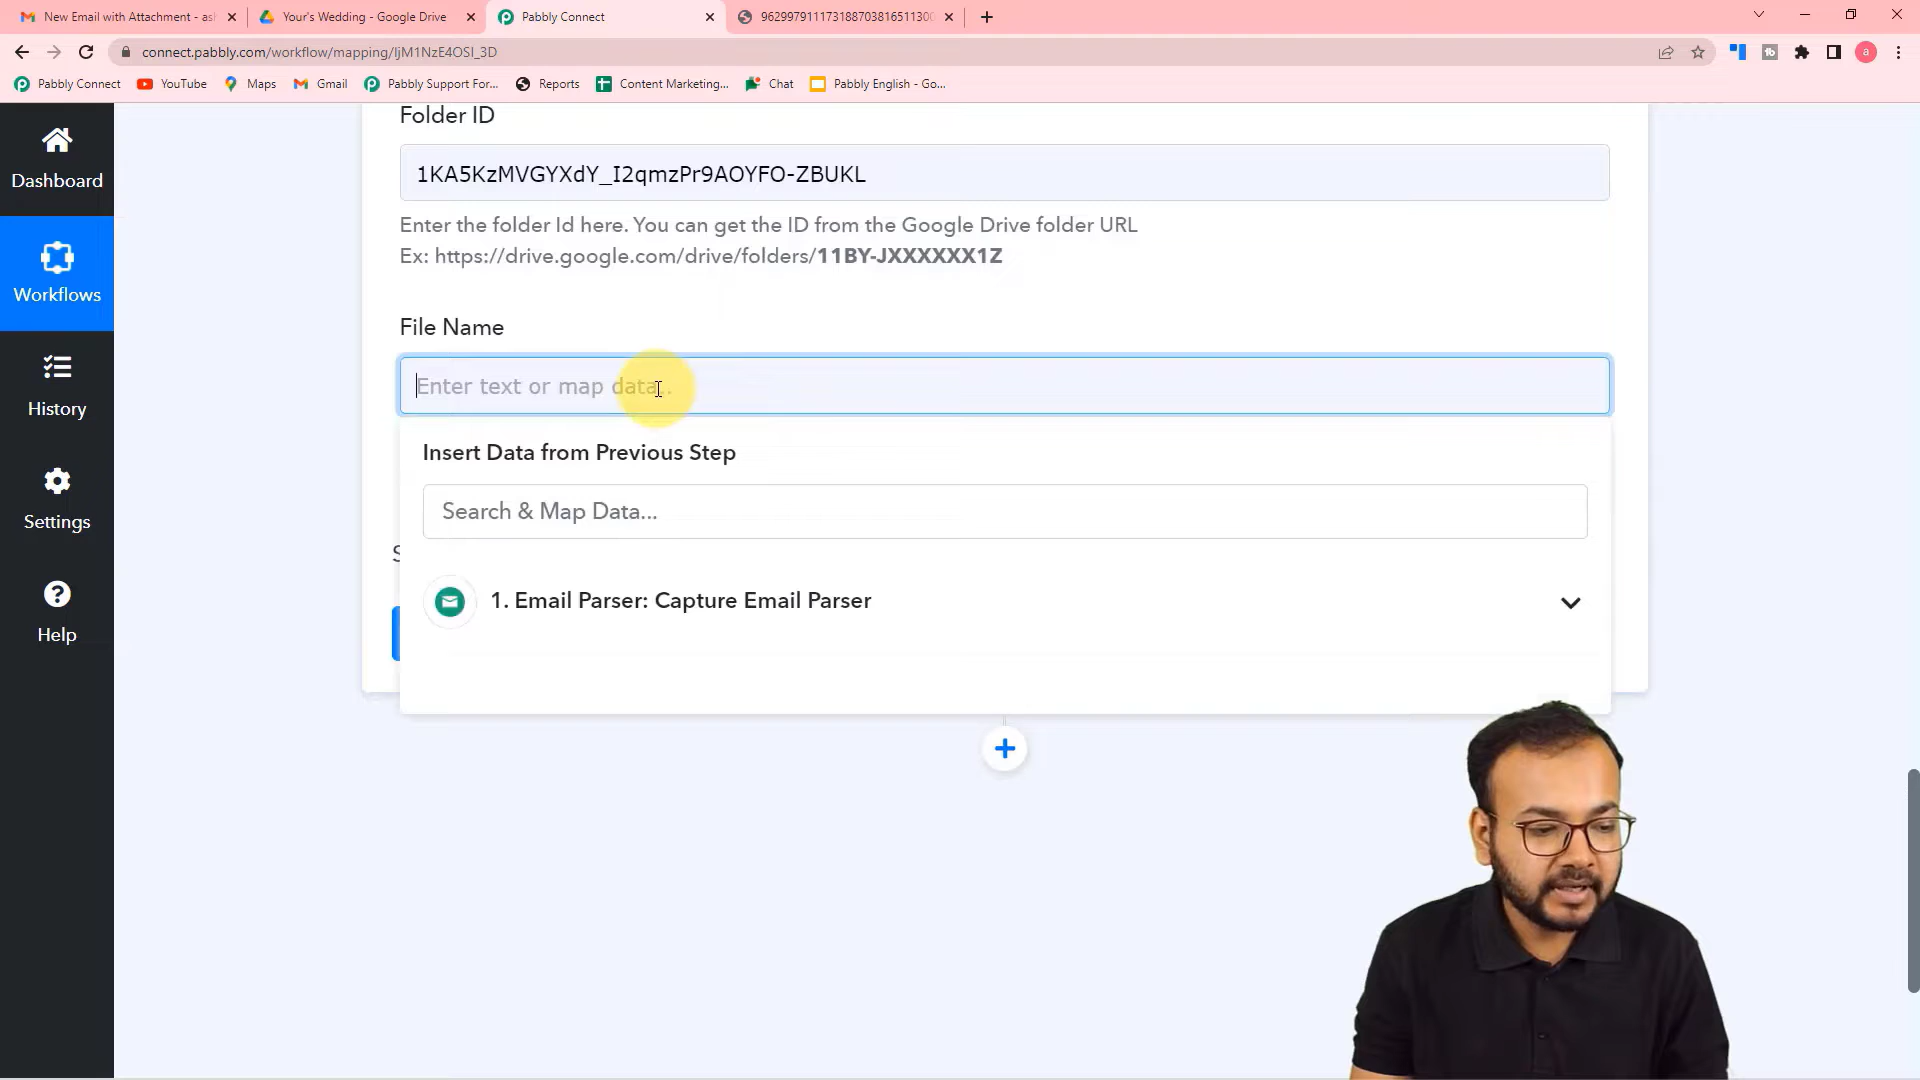 New Email with Attachment - asl
Your's Wedding - Google Drive
Pabbly Connect
connect.pabbly.com/workflow/mapping/IjM1NzE4OSI_3D
Pabbly Connect
YouTube
Maps
Gmail
Pabbly Support For...
Reports
Content Marketing...
Chat
Pabbly English - Go...
a
Dashboard
Workflows
History
Settings
Help
Folder ID
1KA5KzMVGYXdY_I2qmzPr9AOYFO-ZBUKL
Enter the folder Id here. You can get the ID from the Google Drive folder URL
Ex: https://drive.google.com/drive/folders/11BY-JXXXXXX1Z
File Name
Enter text or map data...
Insert Data from Previous Step
Search & Map Data...
1. Email Parser: Capture Email Parser